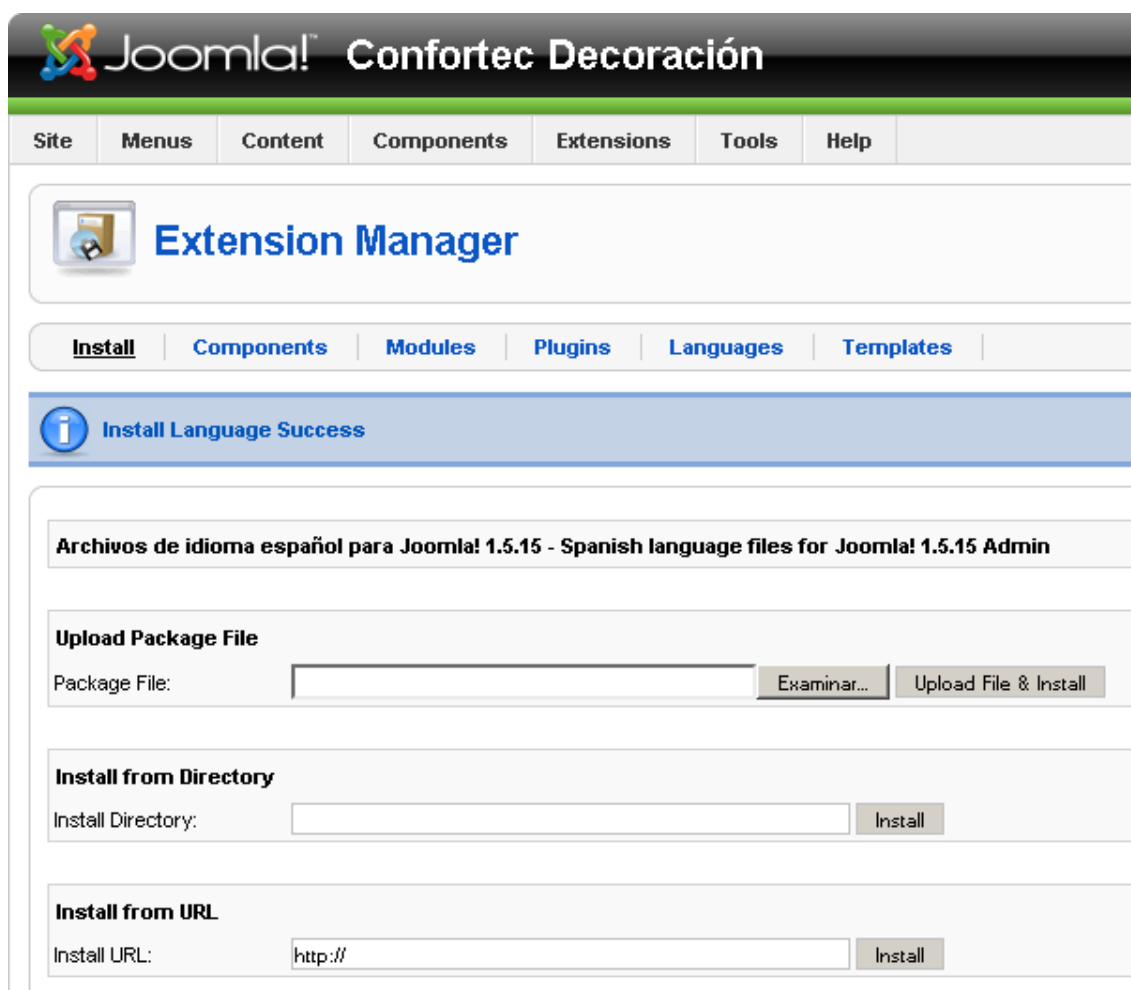 Joomla!™ Confortec Decoración
Site Menus Content Components Extensions Tools Help
Extension Manager
Install Components Modules Plugins Languages Templates
Install Language Success
Archivos de idioma español para Joomla! 1.5.15 - Spanish language files for Joomla! 1.5.15 Admin
Upload Package File
Package File: Examinar... Upload File & Install
Install from Directory
Install Directory: Install
Install from URL
Install URL: http:// Install